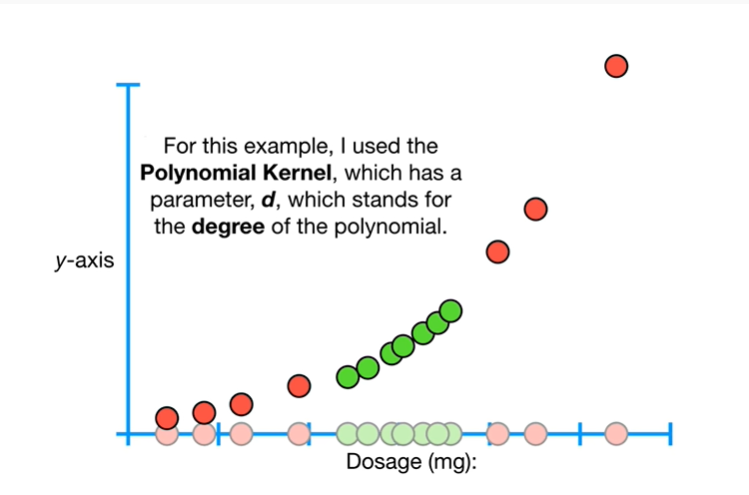 For this example, I used the
Polynomial Kernel, which has a
parameter, d, which stands for
the degree of the polynomial.
y-axis
Dosage (mg):